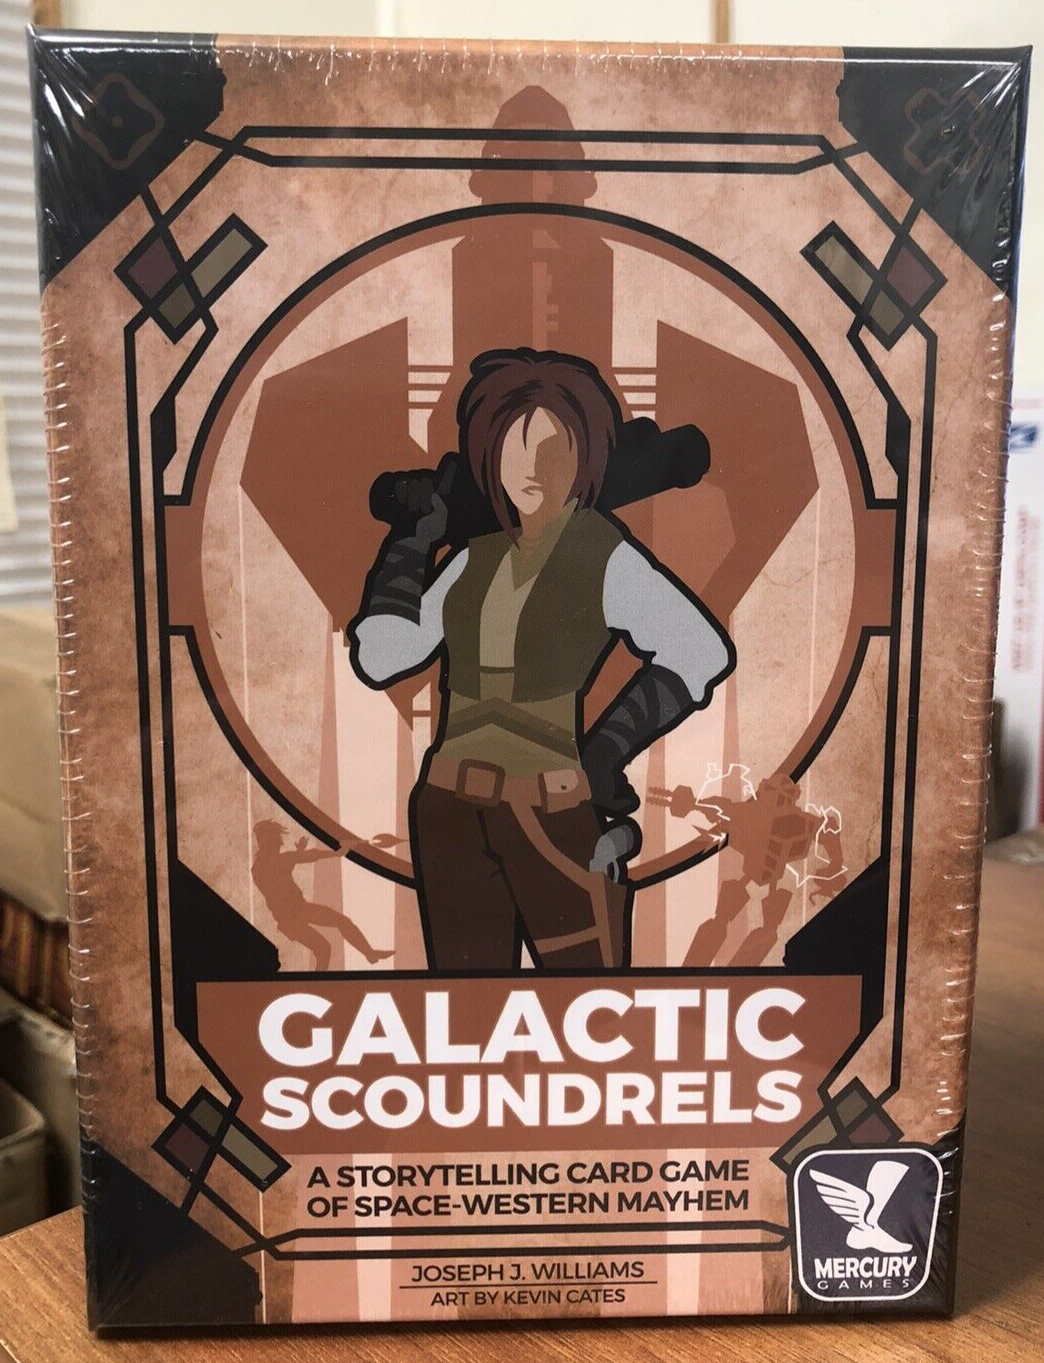 GALACTIC
SCOUNDRELS
A STORYTELLING CARD GAME
OF SPACE-WESTERN MAYHEM
JOSEPH J. WILLIAMS
ART BY KEVIN CATES
MERCURY
GAMES